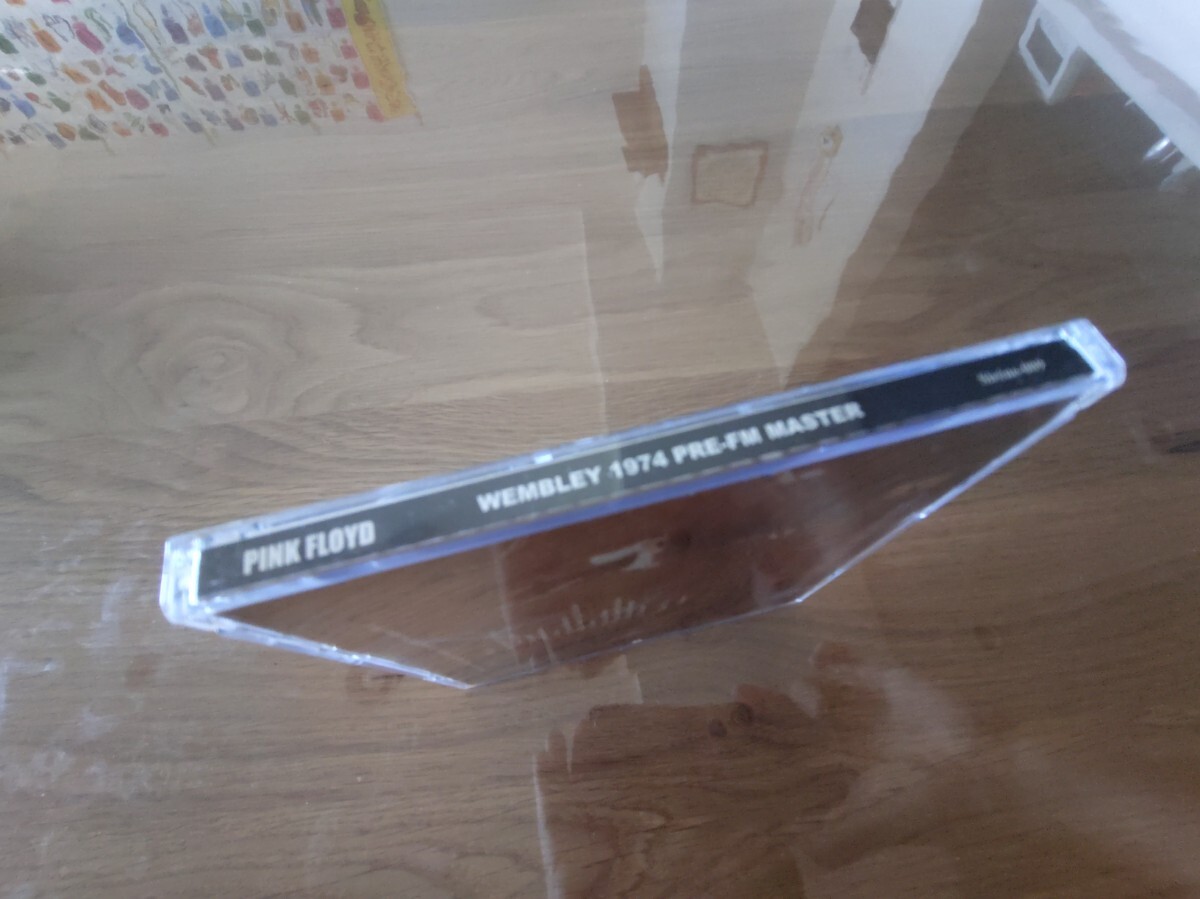 PINK FLOYD
WEMBLEY 1974 PRE-FM MASTER